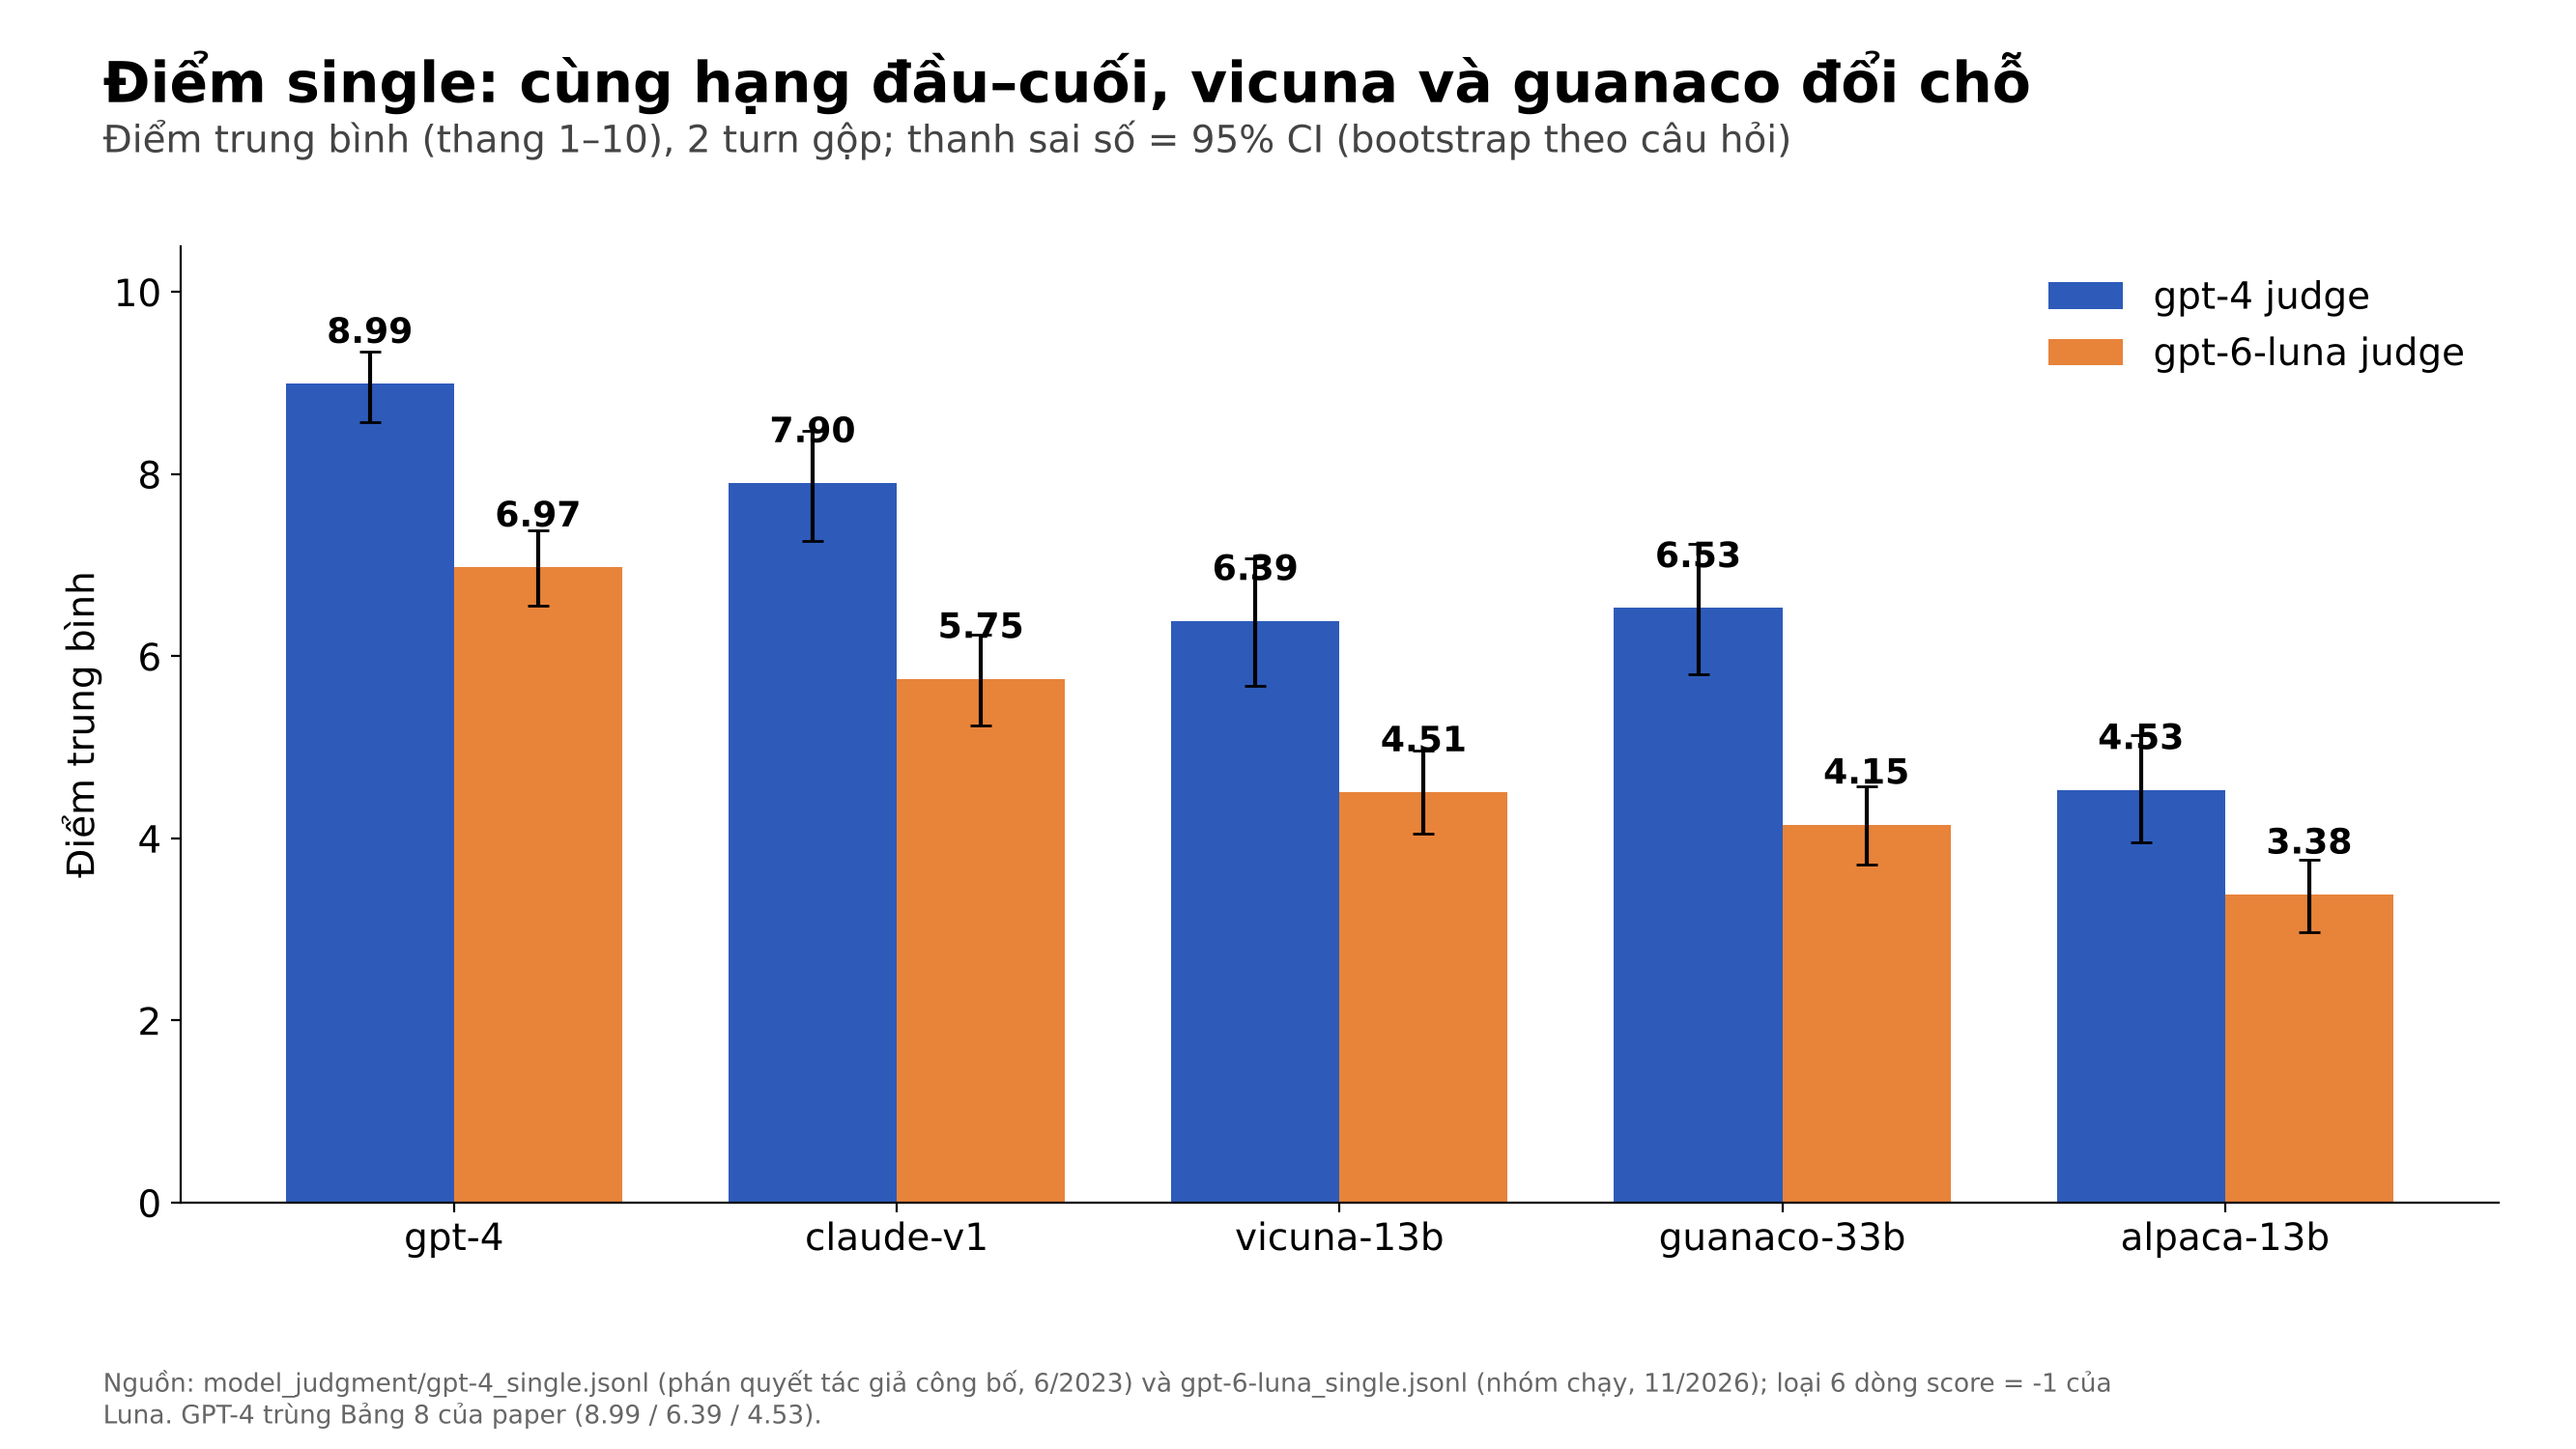 Điểm single: cùng hạng đầu–cuối, vicuna và guanaco đổi chỗ
Điểm trung bình (thang 1–10), 2 turn gộp; thanh sai số = 95% CI (bootstrap theo câu hỏi)
gpt-4 judge
gpt-6-luna judge
Điểm trung bình
10
8
6
4
2
0
8.99
6.97
7.90
5.75
6.39
4.51
6.53
4.15
4.53
3.38
gpt-4
claude-v1
vicuna-13b
guanaco-33b
alpaca-13b
Nguồn: model_judgment/gpt-4_single.jsonl (phán quyết tác giả công bố, 6/2023) và gpt-6-luna_single.jsonl (nhóm chạy, 11/2026); loại 6 dòng score = -1 của
Luna. GPT-4 trùng Bảng 8 của paper (8.99 / 6.39 / 4.53).